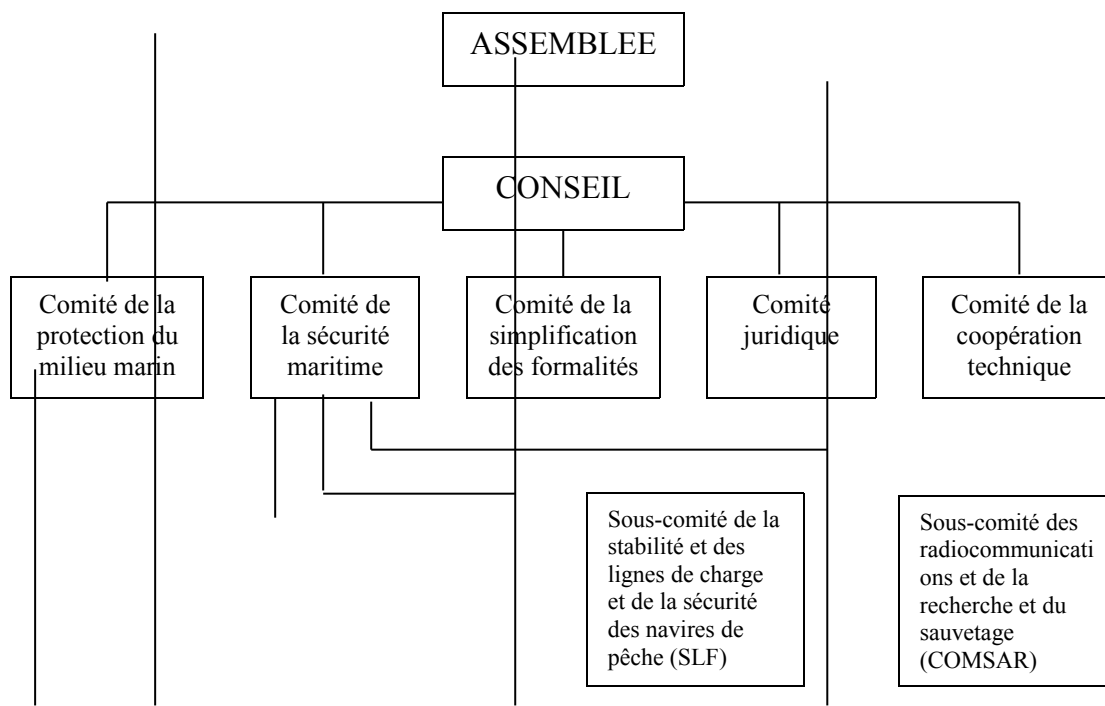 ASSEMBLEE
CONSEIL
Comité de la
protection du
milieu marin
Comité de
la sécurité
maritime
Comité de la
simplification
des formalités
Comité
juridique
Comité de la
coopération
technique
Sous-comité de la
stabilité et des
lignes de charge
et de la sécurité
des navires de
pêche (SLF)
Sous-comité des
radiocommunicati
ons et de la
recherche et du
sauvetage
(COMSAR)